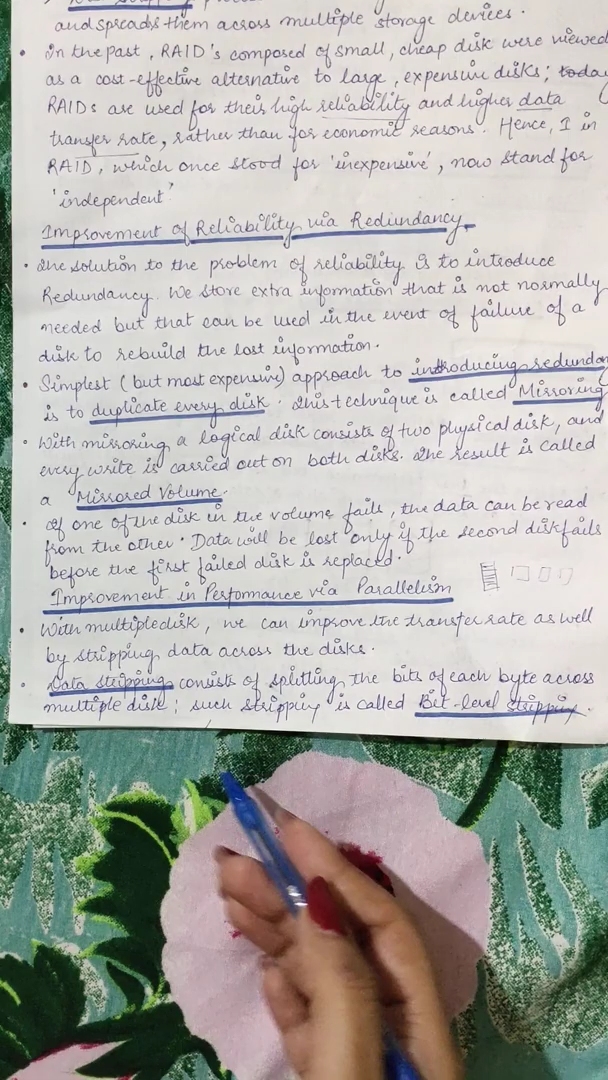 and spreads them across multiple storage devices.
• In the past, RAID's composed of small, cheap disk were viewed
as a cost-effective alternative to large, expensive disks; today
RAIDs are used for their high reliability and higher data
transfer rate, rather than for economic reasons. Hence, I in
RAID, which once stood for 'inexpensive', now stand for
'independent'.
Improvement of Reliability via Redundancy.
• The solution to the problem of reliability is to introduce
Redundancy. We store extra information that is not normally
needed but that can be used in the event of failure of a
disk to rebuild the lost information.
• Simplest (but most expensive) approach to introducing redundan
is to duplicate every disk. This technique is called Mirroring
• With mirroring a logical disk consists of two physical disk, and
every write is carried out on both disks. The result is called
a Mirrored Volume.
• If one of the disk in the volume fails, the data can be read
from the other. Data will be lost only if the second disk fails
before the first failed disk is replaced.
Improvement in Performance via Parallelism
• With multiple disk, we can improve the transfer rate as well
by stripping data across the disks.
• Data stripping consists of splitting the bits of each byte across
multiple disk; such stripping is called Bit-level stripping.